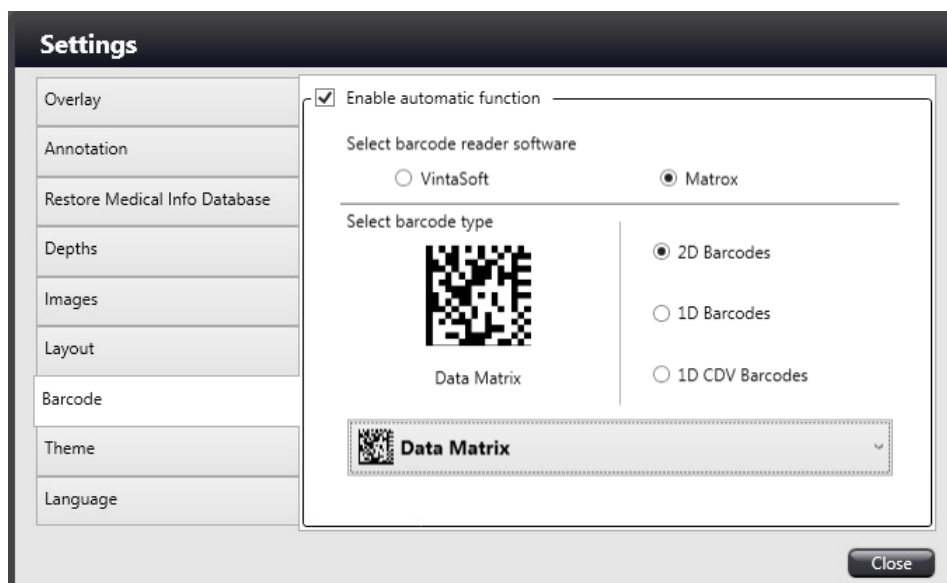 Settings
Overlay
Annotation
Restore Medical Info Database
Depths
Images
Layout
Barcode
Theme
Language
Enable automatic function
Select barcode reader software
VintaSoft Matrox
Select barcode type
2D Barcodes
1D Barcodes
Data Matrix
1D CDV Barcodes
Data Matrix
Close